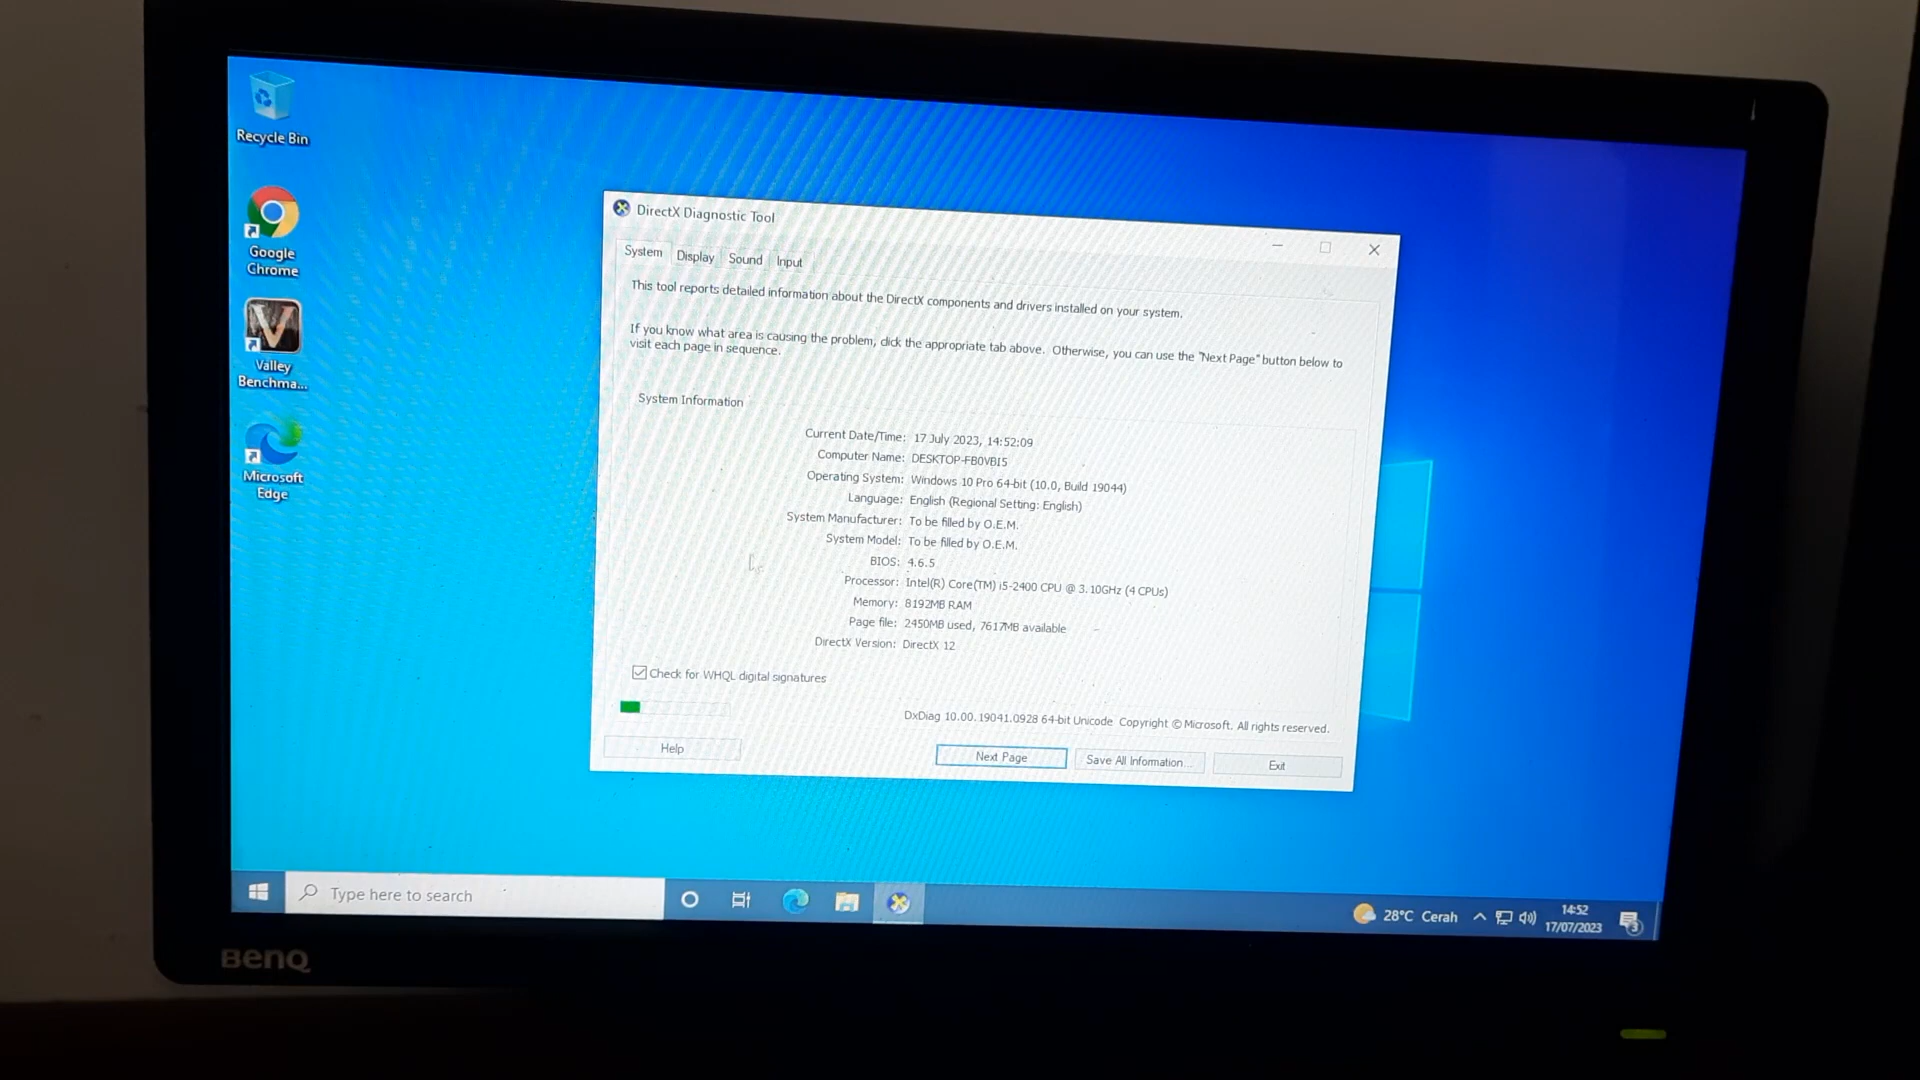 Recycle Bin
Google
Chrome
Valley
Benchma...
Microsoft
Edge
DirectX Diagnostic Tool
System Display Sound Input
This tool reports detailed information about the DirectX components and drivers installed on your system.
If you know what area is causing the problem, click the appropriate tab above. Otherwise, you can use the "Next Page" button below to
visit each page in sequence.
System Information
Current Date/Time: 17 July 2023, 14:52:09
Computer Name: DESKTOP-FB0VBI5
Operating System: Windows 10 Pro 64-bit (10.0, Build 19044)
Language: English (Regional Setting: English)
System Manufacturer: To be filled by O.E.M.
System Model: To be filled by O.E.M.
BIOS: 4.6.5
Processor: Intel(R) Core(TM) i5-2400 CPU @ 3.10GHz (4 CPUs)
Memory: 8192MB RAM
Page file: 2450MB used, 7617MB available
DirectX Version: DirectX 12
Check for WHQL digital signatures
DxDiag 10.00.19041.0928 64-bit Unicode Copyright © Microsoft. All rights reserved.
Help Next Page Save All Information... Exit
Type here to search
28°C Cerah
14:52
17/07/2023
3
BenQ